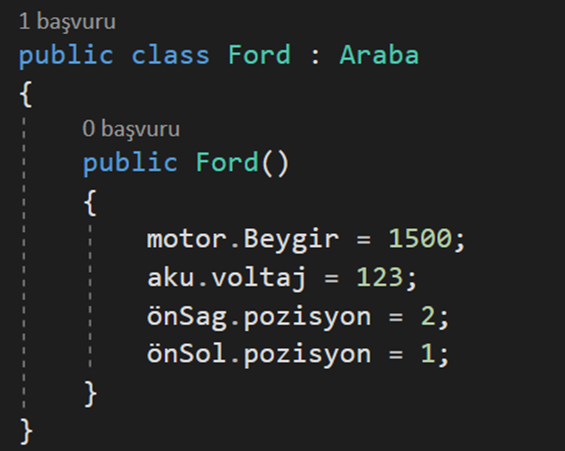 1 başvuru
public class Ford : Araba
{
0 başvuru
public Ford()
{
motor.Beygir = 1500;
aku.voltaj = 123;
önSag.pozisyon = 2;
önSol.pozisyon = 1;
}
}